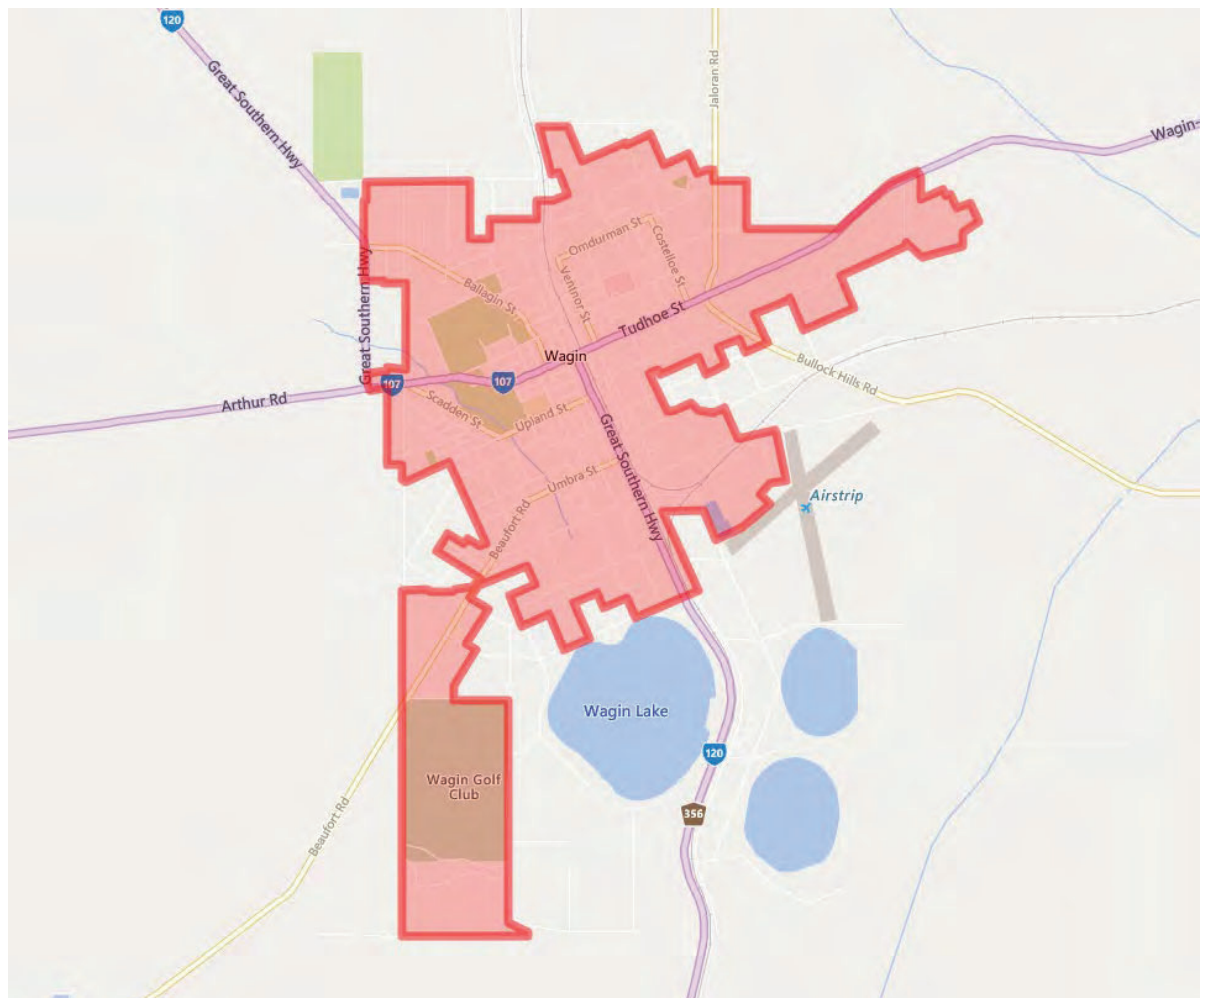 120
Great Southern Hwy
Jaloran Rd
Wagin-
Omdurman St
Costelloe St
Ventnor St
Ballagin St
Great Southern Hwy
Tudhoe St
Wagin
107
107
Bullock Hills Rd
Arthur Rd
Scadden St
Upland St
Great Southern Hwy
Umbra St
Airstrip
Beaufort Rd
Wagin Lake
120
Wagin Golf
Club
356
Beaufort Rd